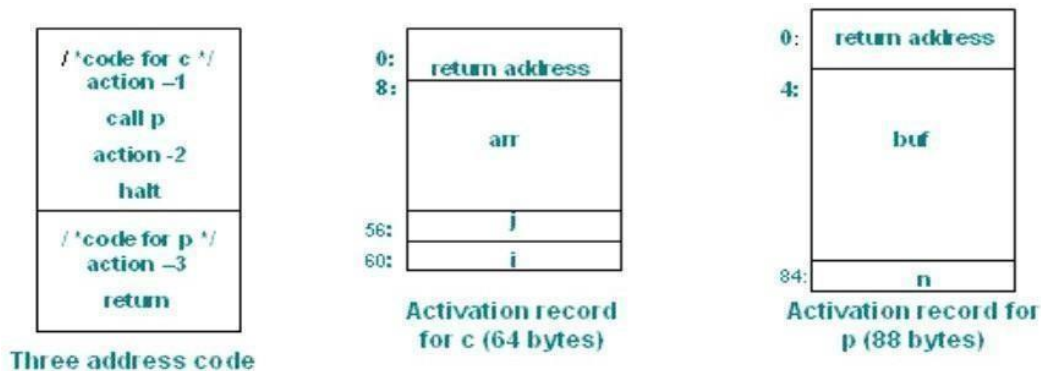 / *code for c */
action –1
call p
action -2
halt
/ *code for p */
action –3
return
Three address code
0:
return address
8:
arr
56:
j
60:
i
Activation record
for c (64 bytes)
0:
return address
4:
buf
84:
n
Activation record for
p (88 bytes)